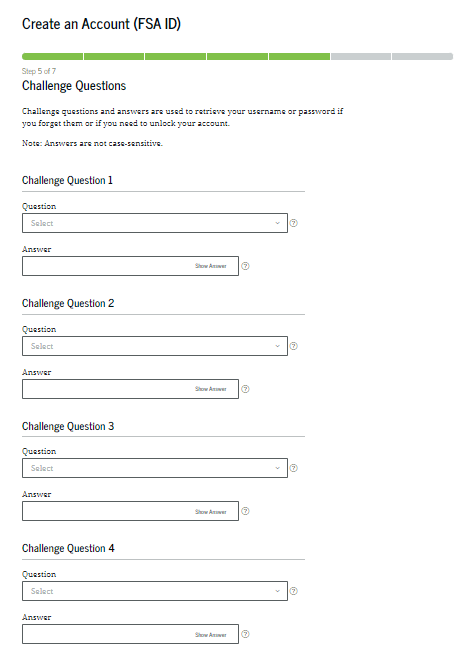 Create an Account (FSA ID)
Step 5 of 7
Challenge Questions
Challenge questions and answers are used to retrieve your username or password if
you forget them or if you need to unlock your account.
Note: Answers are not case-sensitive.
Challenge Question 1
Question
Select
?
Answer
Show Answer
?
Challenge Question 2
Question
Select
?
Answer
Show Answer
?
Challenge Question 3
Question
Select
?
Answer
Show Answer
?
Challenge Question 4
Question
Select
?
Answer
Show Answer
?